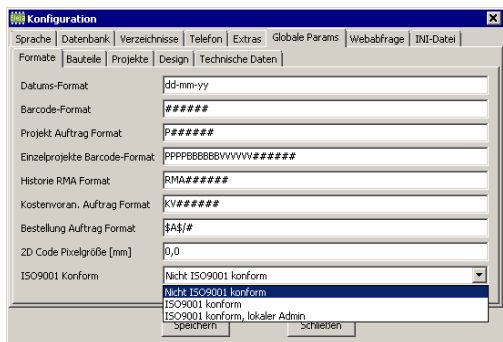 Konfiguration
Sprache Datenbank Verzeichnisse Telefon Extras Globale Params Webabfrage INI-Datei
Formate Bauteile Projekte Design Technische Daten
Datums-Format dd-mm-yy
Barcode-Format ######
Projekt Auftrag Format P######
Einzelprojekte Barcode-Format PPPPBBBBBBVVVVVV######
Historie RMA Format RMA######
Kostenvoran. Auftrag Format KV######
Bestellung Auftrag Format $A$/#
2D Code Pixelgröße [mm] 0,0
ISO9001 Konform Nicht ISO9001 konform
Nicht ISO9001 konform
ISO9001 konform
ISO9001 konform, lokaler Admin
Speichern Schließen